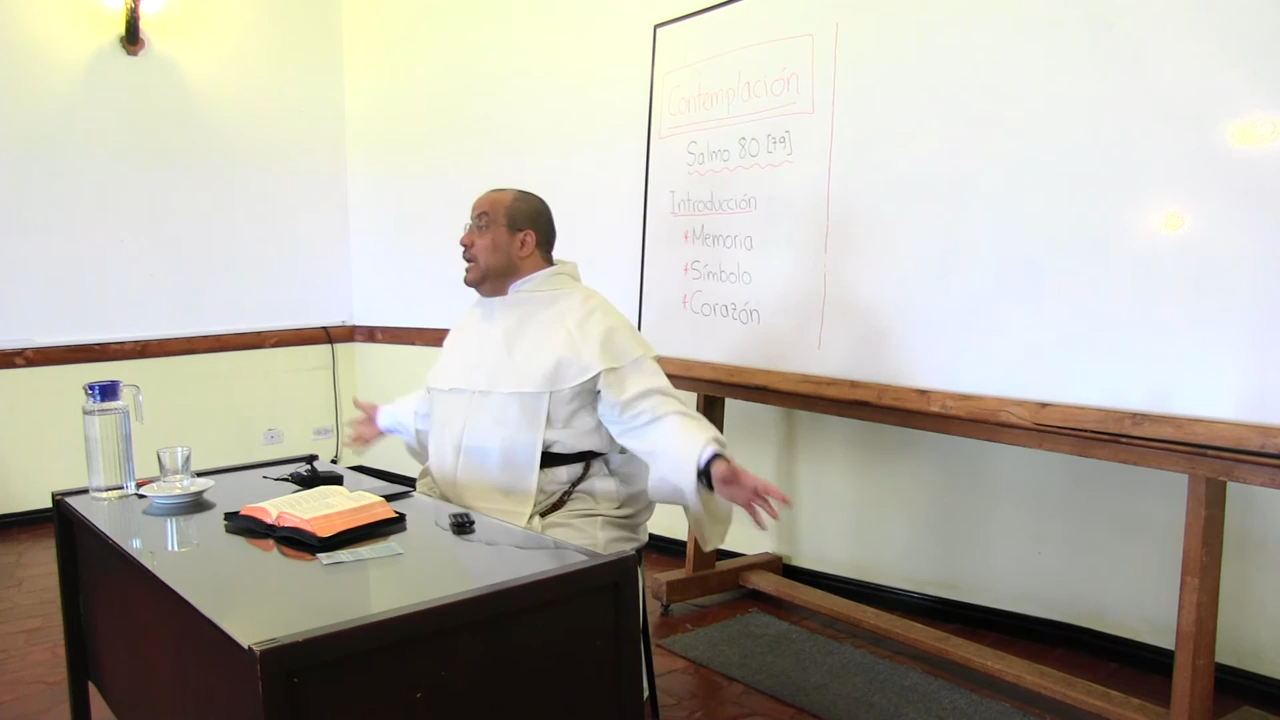 Contemplación
Salmo 80 [79]
Introducción
* Memoria
* Símbolo
* Corazón